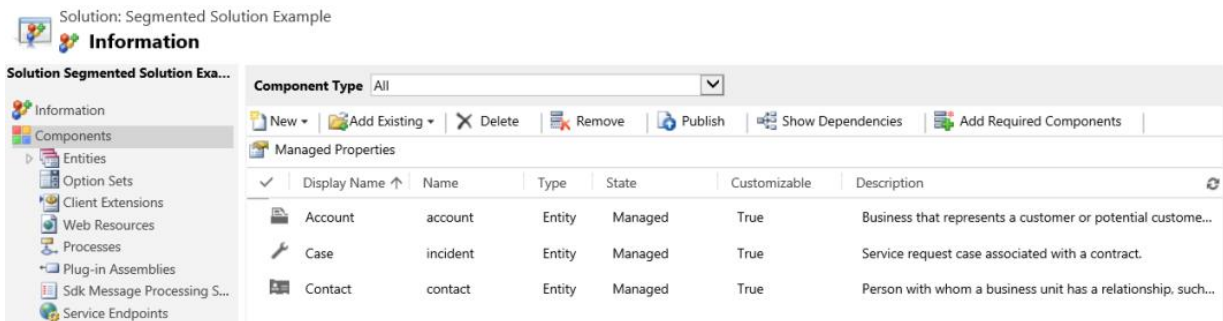 Solution: Segmented Solution Example
Information
Solution Segmented Solution Exa...
Information
Components
Entities
Option Sets
Client Extensions
Web Resources
Processes
Plug-in Assemblies
Sdk Message Processing S...
Service Endpoints
Component Type All
New Add Existing Delete Remove Publish Show Dependencies Add Required Components
Managed Properties
Display Name Name Type State Customizable Description
Account account Entity Managed True Business that represents a customer or potential custome...
Case incident Entity Managed True Service request case associated with a contract.
Contact contact Entity Managed True Person with whom a business unit has a relationship, such...